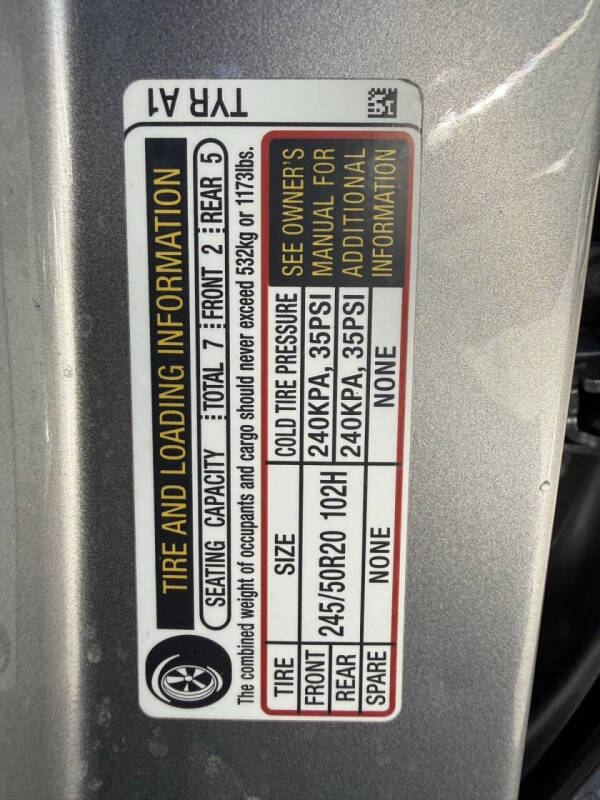 TIRE AND LOADING INFORMATION
SEATING CAPACITY TOTAL 7 FRONT 2 REAR 5
The combined weight of occupants and cargo should never exceed 532kg or 1173lbs.
TIRE SIZE COLD TIRE PRESSURE
FRONT 245/50R20 102H 240KPA, 35PSI
REAR 240KPA, 35PSI
SPARE NONE NONE
SEE OWNER'S
MANUAL FOR
ADDITIONAL
INFORMATION
TYR A1